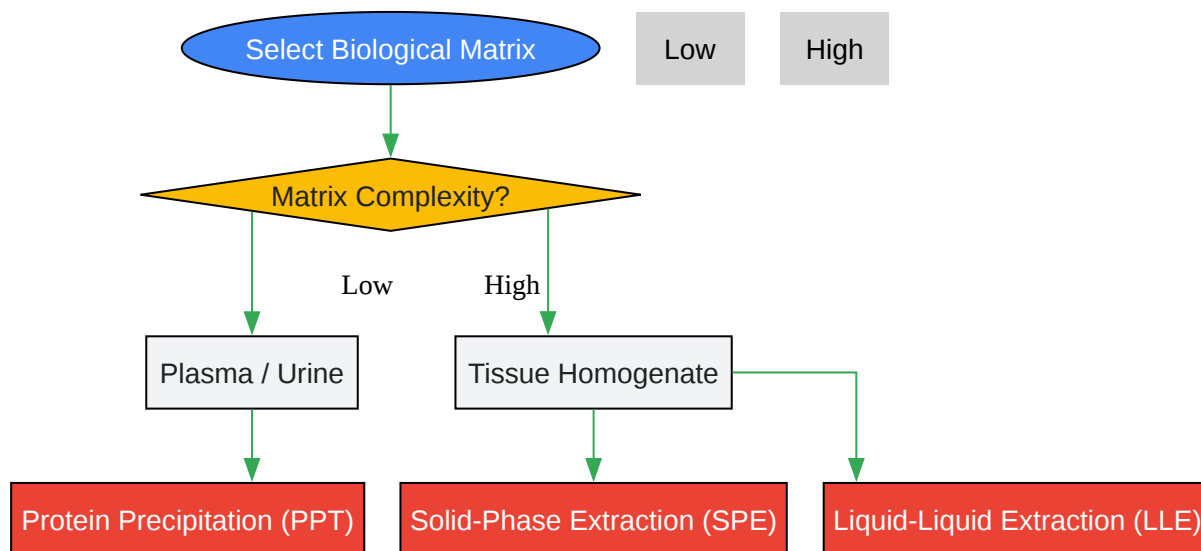 Select Biological Matrix
Low
High
Matrix Complexity?
Low
High
Plasma / Urine
Tissue Homogenate
Protein Precipitation (PPT)
Solid-Phase Extraction (SPE)
Liquid-Liquid Extraction (LLE)